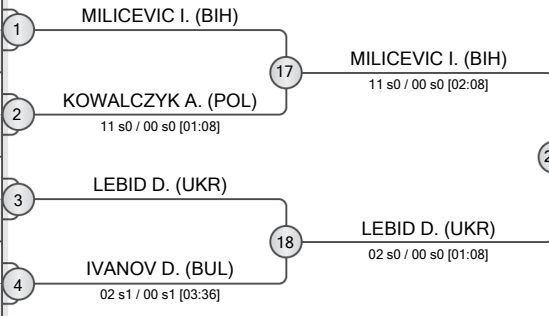 1
MILICEVIC I. (BIH)
17
MILICEVIC I. (BIH)
11 s0 / 00 s0 [02:08]
2
KOWALCZYK A. (POL)
11 s0 / 00 s0 [01:08]
3
LEBID D. (UKR)
18
LEBID D. (UKR)
02 s0 / 00 s0 [01:08]
4
IVANOV D. (BUL)
02 s1 / 00 s1 [03:36]